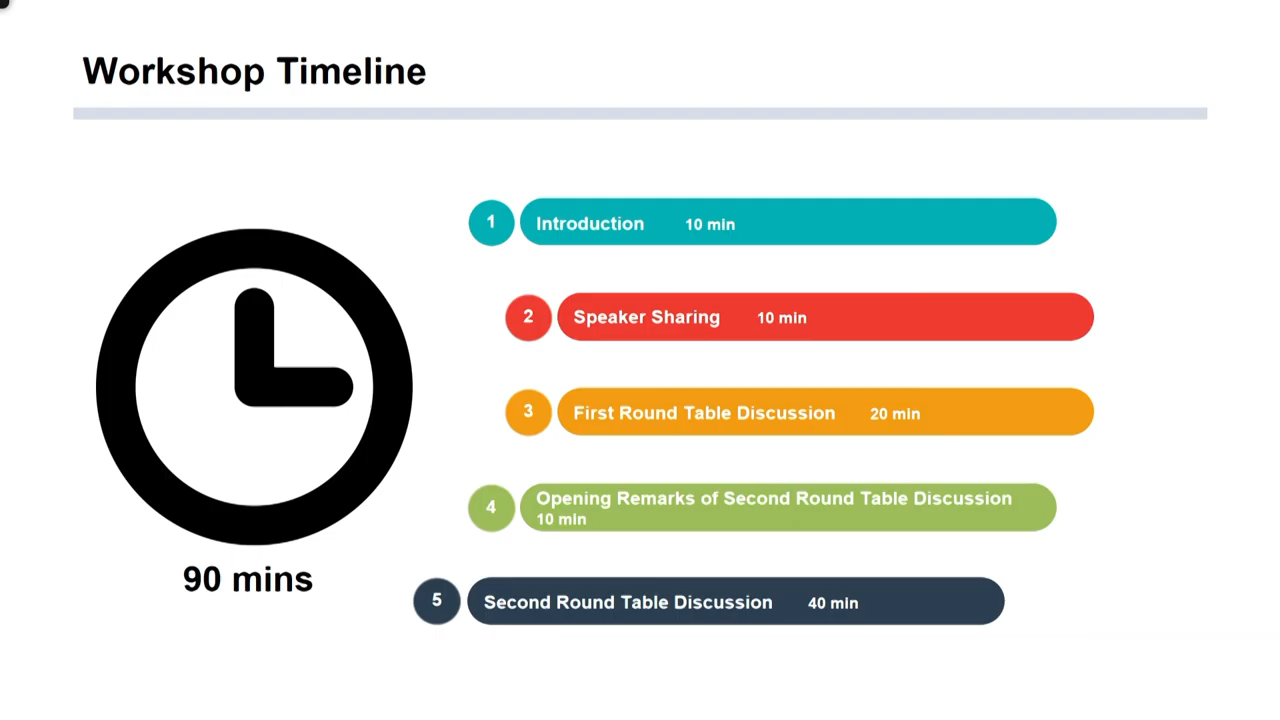 Workshop Timeline
1
Introduction 10 min
2
Speaker Sharing 10 min
3
First Round Table Discussion 20 min
4
Opening Remarks of Second Round Table Discussion
10 min
5
Second Round Table Discussion 40 min
90 mins